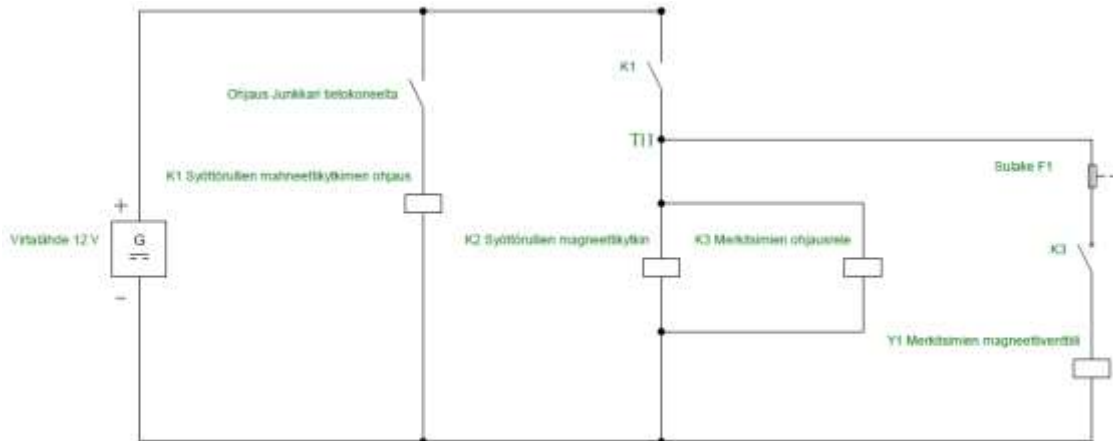 K1
Ohjaus Junkkari tietokoneelta
TI1
Sulake F1
K1 Syöttörullien mahneettikytkimen ohjaus
+
Virtalähde 12 V
G
K2 Syöttörullien magneettikytkin
K3 Merkitsimien ohjausrele
K3
−
Y1 Merkitsimien magneettiventtiili